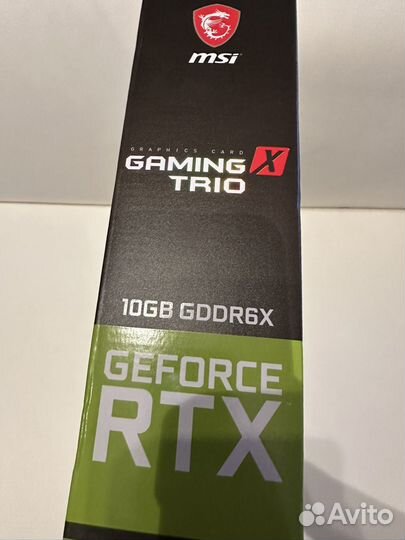 msi
GRAPHICS CARD
GAMING X
TRIO
10GB GDDR6X
GEFORCE
RTX
Avito